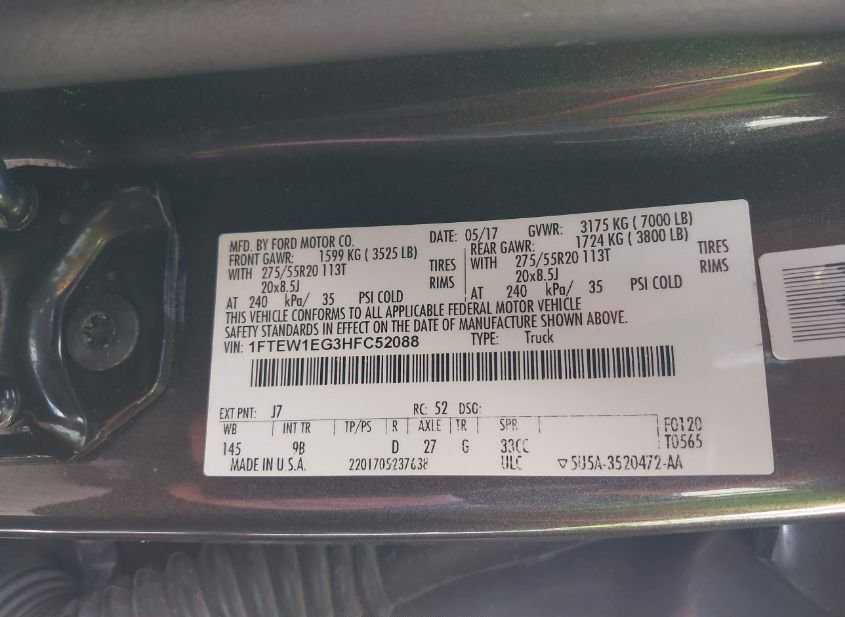 MFD. BY FORD MOTOR CO. DATE: 05/17 GVWR: 3175 KG ( 7000 LB)
FRONT GAWR: 1599 KG ( 3525 LB) REAR GAWR: 1724 KG ( 3800 LB)
WITH 275/55R20 113T TIRES WITH 275/55R20 113T TIRES
20x8.5J RIMS 20x8.5J RIMS
AT 240 kPa/ 35 PSI COLD AT 240 kPa/ 35 PSI COLD
THIS VEHICLE CONFORMS TO ALL APPLICABLE FEDERAL MOTOR VEHICLE
SAFETY STANDARDS IN EFFECT ON THE DATE OF MANUFACTURE SHOWN ABOVE.
VIN: 1FTEW1EG3HFC52088 TYPE: Truck
EXT PNT: J7 RC: 52 DSO:
WB INT TR TP/PS R AXLE TR SPR F0120
145 9B D 27 G 33CC T0565
MADE IN U.S.A. 2201705237638 ULC ▽5U5A-3520472-AA